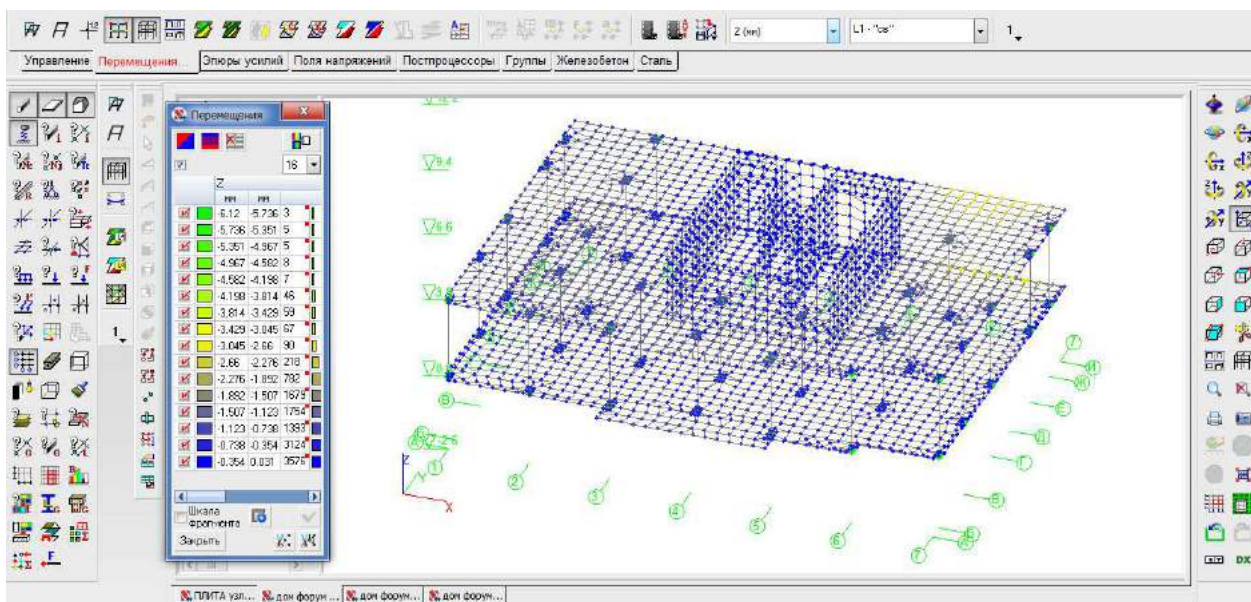 Z (мм)
L1 - "св"
1
Управление Перемещения... Эпюры усилий Поля напряжений Постпроцессоры Группы Железобетон Сталь
Перемещения
16
Z
мм мм
-6.12 -5.736 3
-5.736 -5.351 5
-5.351 -4.967 5
-4.967 -4.582 8
-4.582 -4.198 7
-4.198 -3.814 46
-3.814 -3.429 59
-3.429 -3.045 67
-3.045 -2.66 90
-2.66 -2.276 218
-2.276 -1.892 782
-1.892 -1.507 1679
-1.507 -1.123 1754
-1.123 -0.738 1393
-0.738 -0.354 3124
-0.354 0.031 3576
Шкала
фрагмента
Закрыть
9.4
6.6
Z
Y
X
1
2
3
4
5
6
7
В
Г
Д
Е
Ж
И
7
В
ПЛИТА узл... дом форум ... дом форум... дом форум...